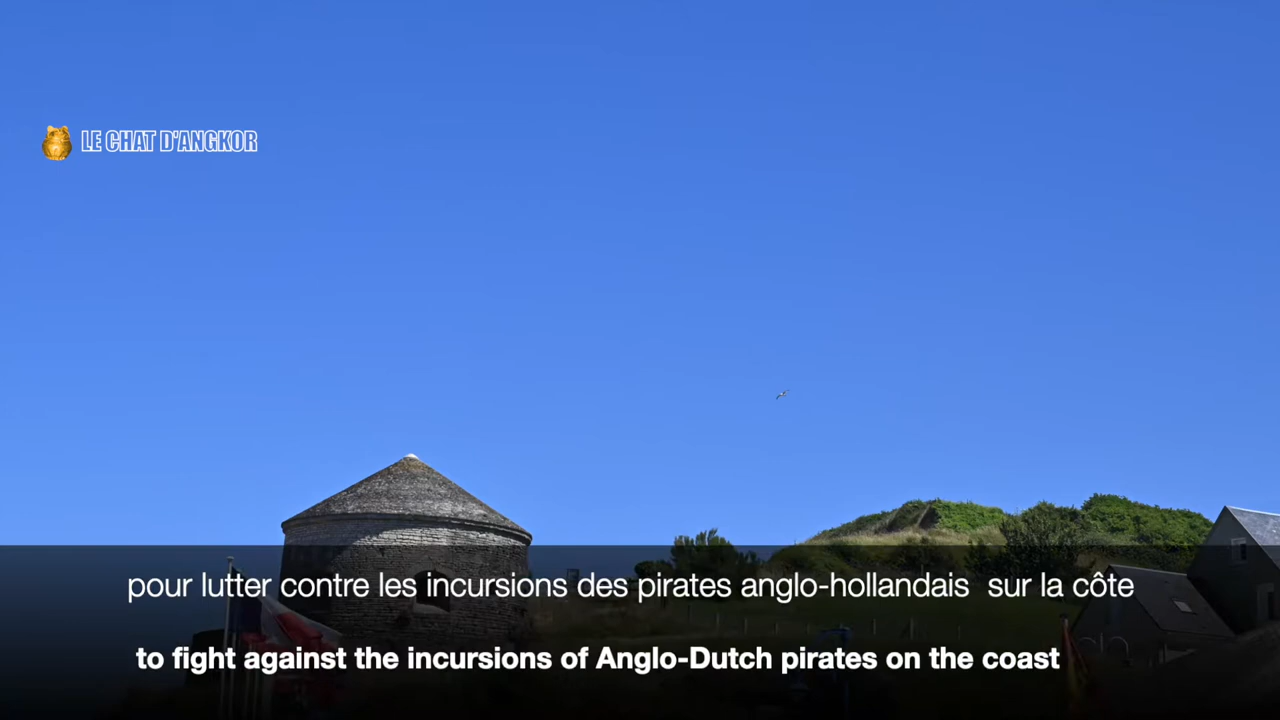 LE CHAT D'ANGKOR
pour lutter contre les incursions des pirates anglo-hollandais sur la côte
to fight against the incursions of Anglo-Dutch pirates on the coast